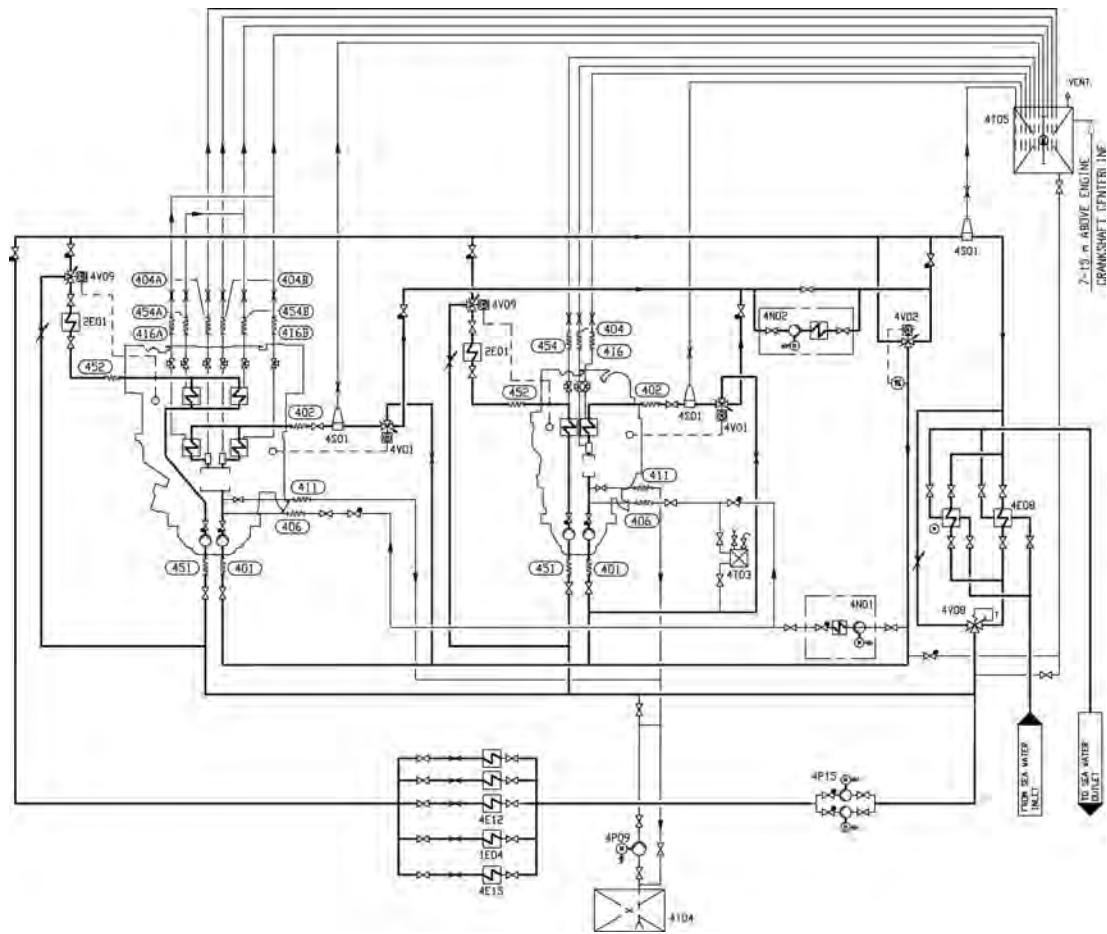 VENT.
4T05
7-15 m ABOVE ENGINE
CRANKSHAFT CENTERLINE
4S01
4V09
404A
404B
4V09
4N02
4V02
454A
454B
2E01
404
416A
416B
2E01
454
416
452
452
402
402
4S01
4V01
4S01
4V01
411
411
4E08
406
406
4T03
451
401
451
401
4N01
4V08
T
FROM SEA WATER
INLET
TO SEA WATER
OUTLET
4P15
4E12
4P09
1E04
4E15
4T04